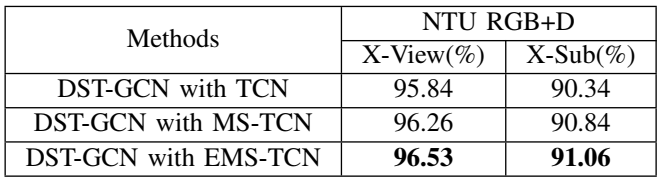 Methods NTU RGB+D
X-View(%) X-Sub(%)
DST-GCN with TCN 95.84 90.34
DST-GCN with MS-TCN 96.26 90.84
DST-GCN with EMS-TCN 96.53 91.06